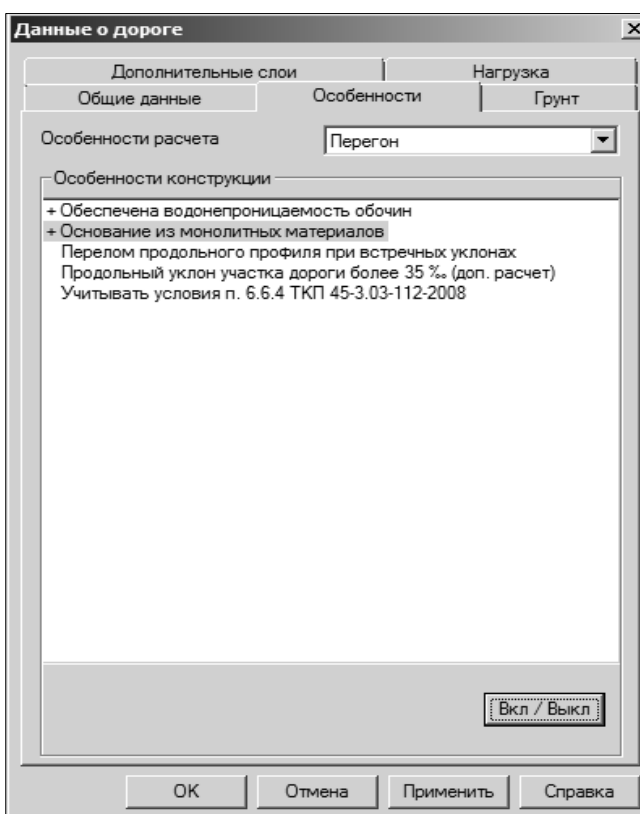 Данные о дороге
Дополнительные слои Нагрузка
Общие данные Особенности Грунт
Особенности расчета Перегон
Особенности конструкции
+ Обеспечена водонепроницаемость обочин
+ Основание из монолитных материалов
Перелом продольного профиля при встречных уклонах
Продольный уклон участка дороги более 35 ‰ (доп. расчет)
Учитывать условия п. 6.6.4 ТКП 45-3.03-112-2008
Вкл / Выкл
OK Отмена Применить Справка